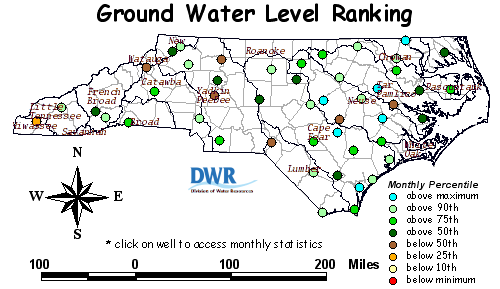 Ground Water Level Ranking
New
Roanoke
Watauga
Chowan
Catawba
Yadkin
PeeDee
Tar
Pamlico
Pasquotank
French
Broad
Neuse
Little
Tennessee
Hiwassee
Savannah
Broad
Cape
Fear
White
Oak
Lumber
N
W
E
S
DWR
Division of Water Resources
Monthly Percentile
above maximum
above 90th
above 75th
above 50th
below 50th
below 25th
below 10th
below minimum
* click on well to access monthly statistics
100 0 100 200 Miles